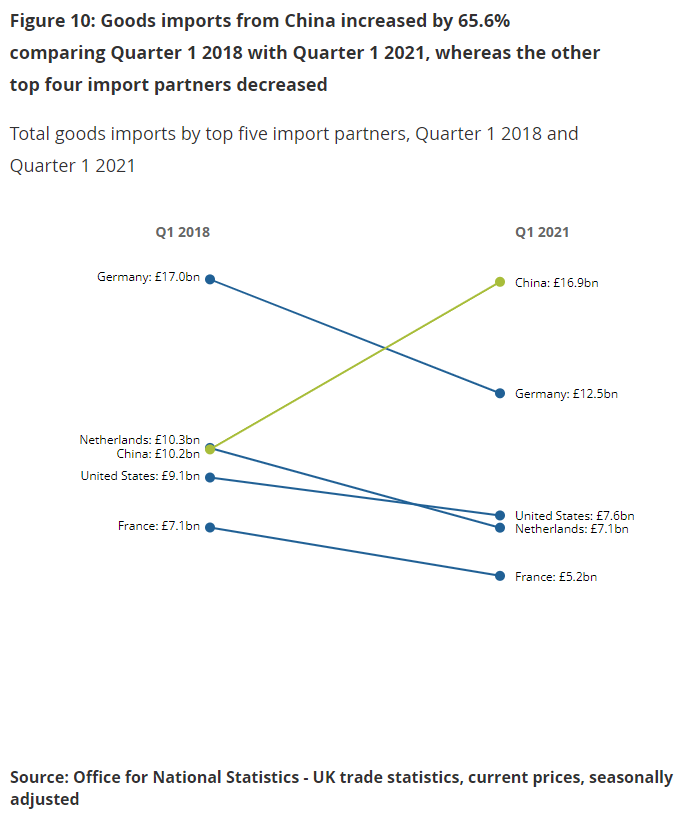 Figure 10: Goods imports from China increased by 65.6%
comparing Quarter 1 2018 with Quarter 1 2021, whereas the other
top four import partners decreased
Total goods imports by top five import partners, Quarter 1 2018 and
Quarter 1 2021
Q1 2018
Q1 2021
Germany: £17.0bn
China: £16.9bn
Germany: £12.5bn
Netherlands: £10.3bn
China: £10.2bn
United States: £9.1bn
United States: £7.6bn
France: £7.1bn
Netherlands: £7.1bn
France: £5.2bn
Source: Office for National Statistics - UK trade statistics, current prices, seasonally
adjusted